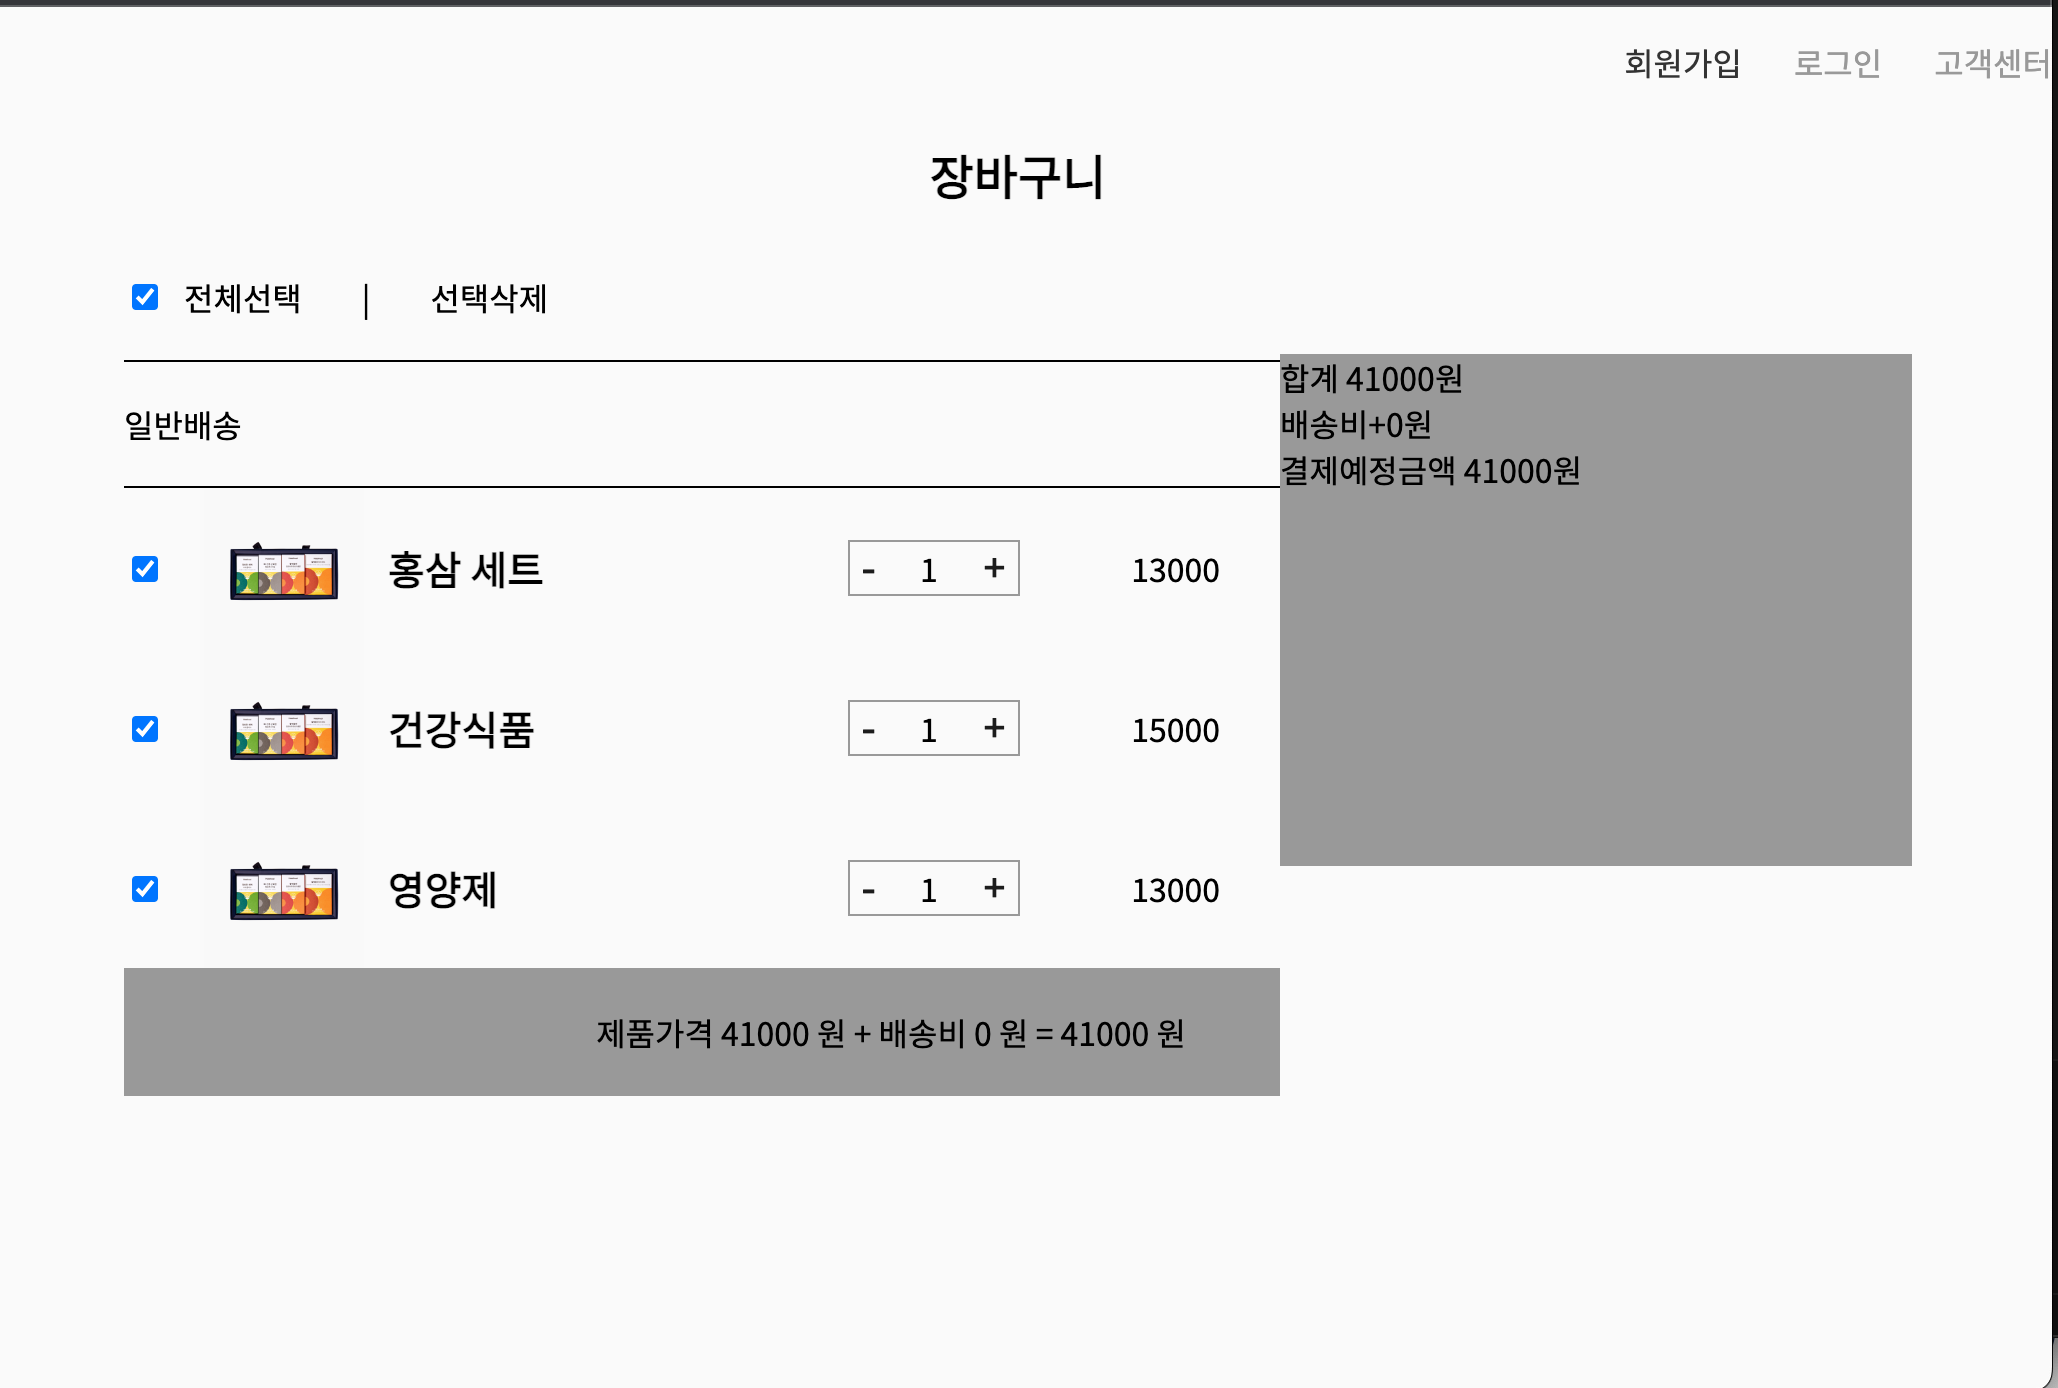 회원가입 로그인 고객센터
장바구니
전체선택 | 선택삭제
일반배송
홍삼 세트 - 1 + 13000
건강식품 - 1 + 15000
영양제 - 1 + 13000
제품가격 41000 원 + 배송비 0 원 = 41000 원
합계 41000원
배송비+0원
결제예정금액 41000원